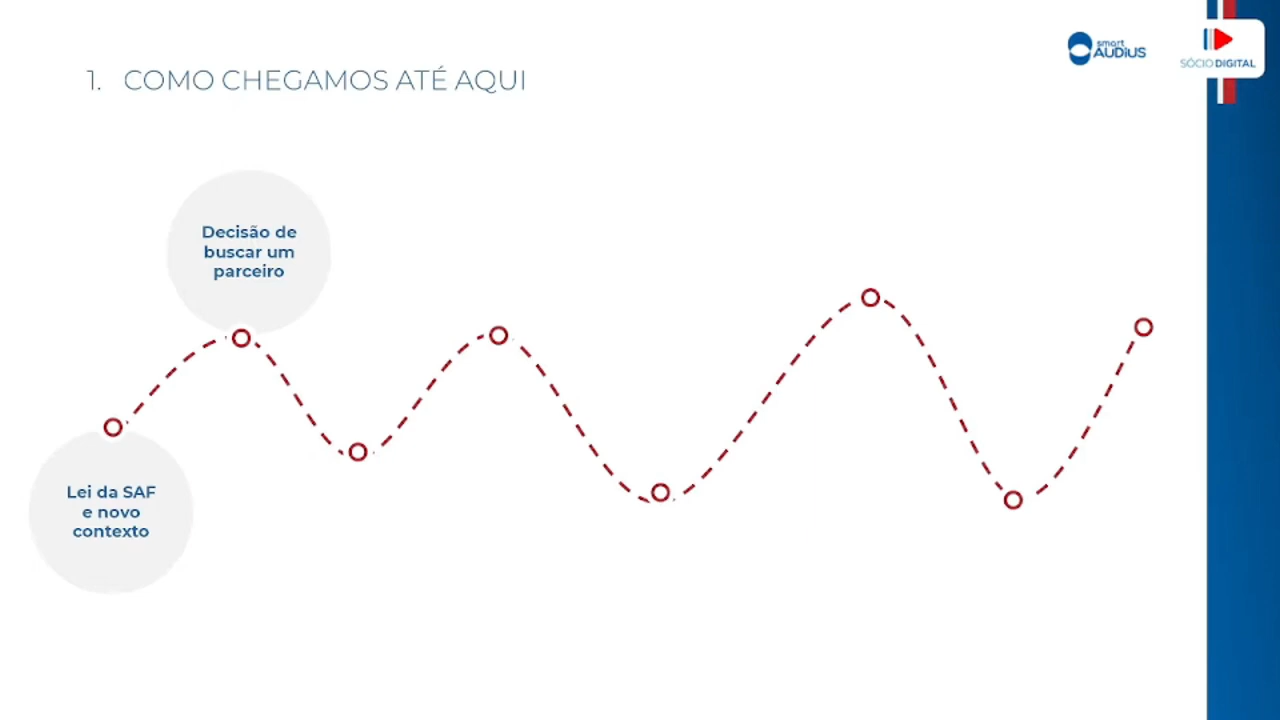 1. COMO CHEGAMOS ATÉ AQUI
smart
AUDiUS
SÓCIO DIGITAL
Decisão de
buscar um
parceiro
Lei da SAF
e novo
contexto